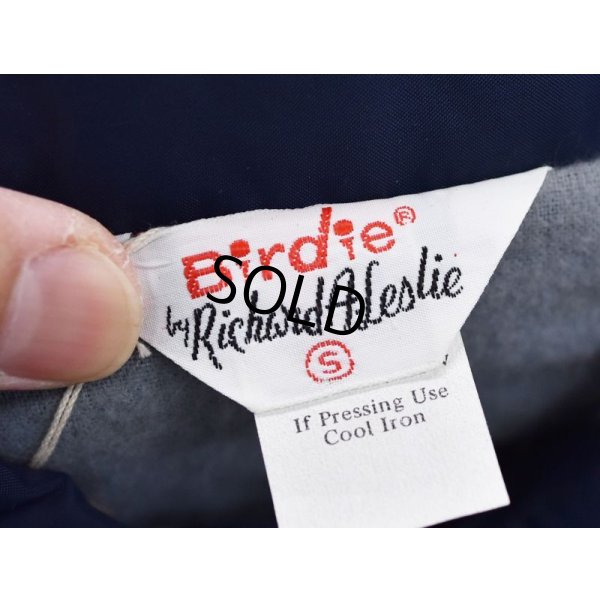 Birdie®
by Richard A Leslie
SOLD
S
If Pressing Use
Cool Iron